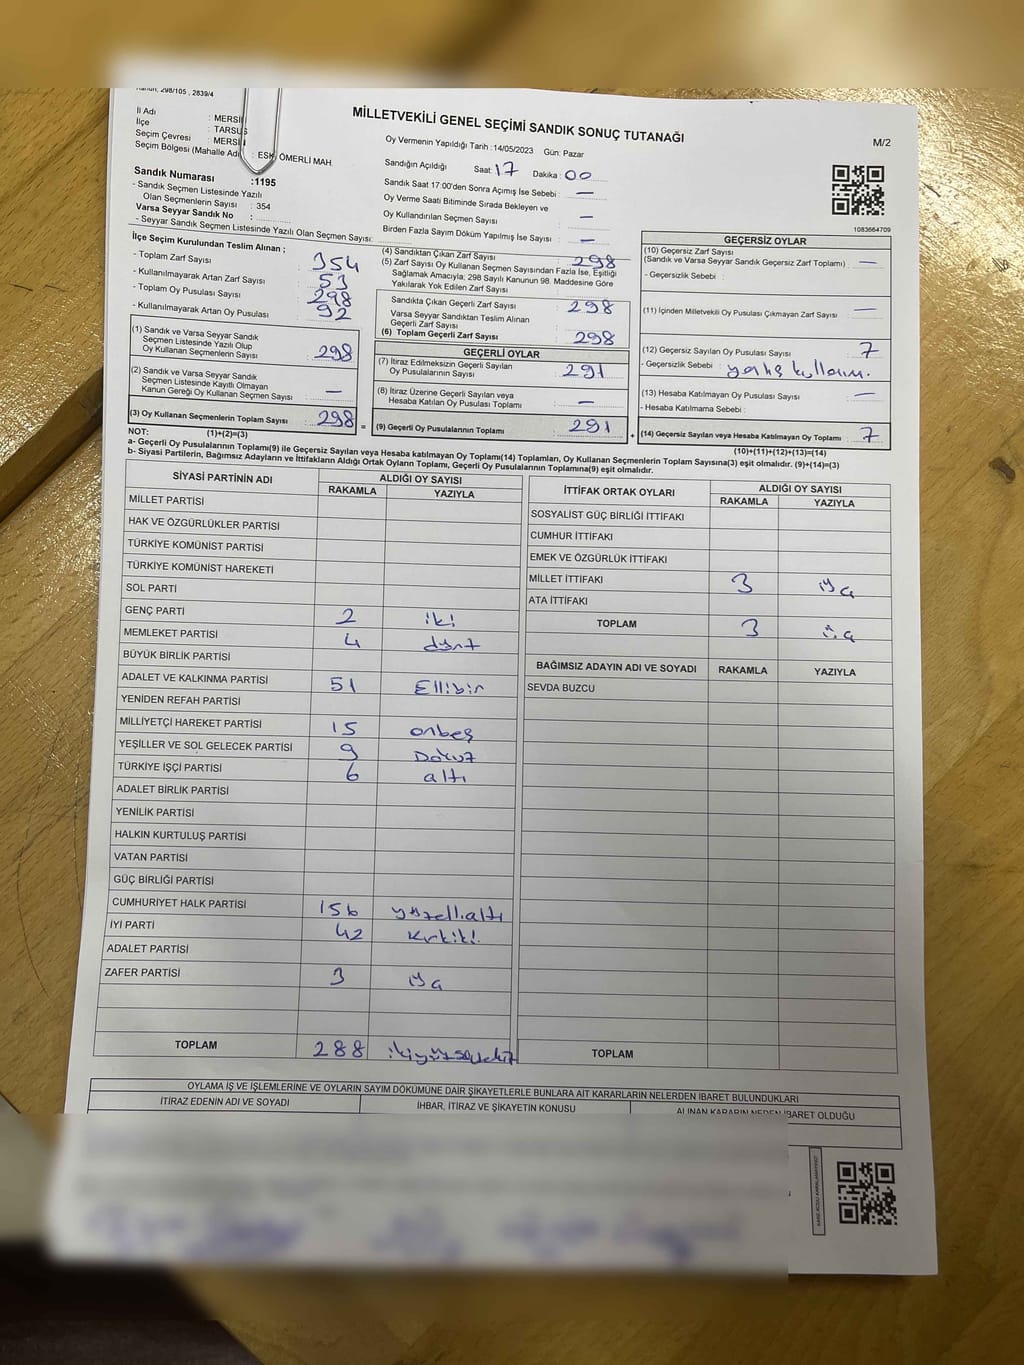 Kanun, 298/105 , 2839/4
MİLLETVEKİLİ GENEL SEÇİMİ SANDIK SONUÇ TUTANAĞI
M/2
İl Adı : MERSİ
İlçe : TARSUS
Seçim Çevresi : MERSİ
Seçim Bölgesi (Mahalle Adı : ESKİ ÖMERLİ MAH.
Oy Vermenin Yapıldığı Tarih :14/05/2023 Gün: Pazar
Sandığın Açıldığı Saat: 17 Dakika : 00
Sandık Saat 17:00'den Sonra Açımış İse Sebebi : —
Oy Verme Saati Bitiminde Sırada Bekleyen ve
Oy Kullandırılan Seçmen Sayısı : —
Birden Fazla Sayım Döküm Yapılmış İse Sayısı : —
1083664709
Sandık Numarası :1195
- Sandık Seçmen Listesinde Yazılı
Olan Seçmenlerin Sayısı : 354
Varsa Seyyar Sandık No :
- Seyyar Sandık Seçmen Listesinde Yazılı Olan Seçmen Sayısı:
İlçe Seçim Kurulundan Teslim Alınan ;
- Toplam Zarf Sayısı : 354
- Kullanılmayarak Artan Zarf Sayısı : 53
- Toplam Oy Pusulası Sayısı : 298
- Kullanılmayarak Artan Oy Pusulası : 92
(1) Sandık ve Varsa Seyyar Sandık
Seçmen Listesinde Yazılı Olup
Oy Kullanan Seçmenlerin Sayısı : 298
(2) Sandık ve Varsa Seyyar Sandık
Seçmen Listesinde Kayıtlı Olmayan
Kanun Gereği Oy Kullanan Seçmen Sayısı : —
(3) Oy Kullanan Seçmenlerin Toplam Sayısı : 298
(1)+(2)=(3)
(4) Sandıktan Çıkan Zarf Sayısı : 298
(5) Zarf Sayısı Oy Kullanan Seçmen Sayısından Fazla İse, Eşitliği
Sağlamak Amacıyla; 298 Sayılı Kanunun 98. Maddesine Göre
Yakılarak Yok Edilen Zarf Sayısı :
Sandıkta Çıkan Geçerli Zarf Sayısı : 298
Varsa Seyyar Sandıktan Teslim Alınan
Geçerli Zarf Sayısı :
(6) Toplam Geçerli Zarf Sayısı : 298
GEÇERLİ OYLAR
(7) İtiraz Edilmeksizin Geçerli Sayılan
Oy Pusulalarının Sayısı : 291
(8) İtiraz Üzerine Geçerli Sayılan veya
Hesaba Katılan Oy Pusulası Toplamı : —
= (9) Gerçerli Oy Pusulalarının Toplamı : 291
GEÇERSİZ OYLAR
(10) Geçersiz Zarf Sayısı
(Sandık ve Varsa Seyyar Sandık Geçersiz Zarf Toplamı) : —
- Geçersizlik Sebebi :
(11) İçinden Milletvekili Oy Pusulası Çıkmayan Zarf Sayısı : —
(12) Geçersiz Sayılan Oy Pusulası Sayısı : 7
- Geçersizlik Sebebi :
(13) Hesaba Katılmayan Oy Pusulası Sayısı : —
- Hesaba Katılmama Sebebi :
+ (14) Geçersiz Sayılan veya Hesaba Katılmayan Oy Toplamı : 7
(10)+(11)+(12)+(13)=(14)
NOT:
a- Geçerli Oy Pusulalarının Toplamı(9) ile Geçersiz Sayılan veya Hesaba katılmayan Oy Toplamı(14) Toplamları, Oy Kullanan Seçmenlerin Toplam Sayısına(3) eşit olmalıdır. (9)+(14)=(3)
b- Siyasi Partilerin, Bağımsız Adayların ve İttifakların Aldığı Ortak Oyların Toplamı, Geçerli Oy Pusulalarının Toplamına(9) eşit olmalıdır.
SİYASİ PARTİNİN ADI ALDIĞI OY SAYISI
RAKAMLA YAZIYLA
MİLLET PARTİSİ
HAK VE ÖZGÜRLÜKLER PARTİSİ
TÜRKİYE KOMÜNİST PARTİSİ
TÜRKİYE KOMÜNİST HAREKETİ
SOL PARTİ
GENÇ PARTİ 2 iki
MEMLEKET PARTİSİ 4 dört
BÜYÜK BİRLİK PARTİSİ
ADALET VE KALKINMA PARTİSİ 51 Ellibir
YENİDEN REFAH PARTİSİ
MİLLİYETÇİ HAREKET PARTİSİ 15 onbeş
YEŞİLLER VE SOL GELECEK PARTİSİ 9 Dokuz
TÜRKİYE İŞÇİ PARTİSİ 6 altı
ADALET BİRLİK PARTİSİ
YENİLİK PARTİSİ
HALKIN KURTULUŞ PARTİSİ
VATAN PARTİSİ
GÜÇ BİRLİĞİ PARTİSİ
CUMHURİYET HALK PARTİSİ 156 yüzellialtı
İYİ PARTİ 42 Kırkiki
ADALET PARTİSİ
ZAFER PARTİSİ 3 üç
TOPLAM 288 ikiyüzseksekiz
İTTİFAK ORTAK OYLARI ALDIĞI OY SAYISI
RAKAMLA YAZIYLA
SOSYALİST GÜÇ BİRLİĞİ İTTİFAKI
CUMHUR İTTİFAKI
EMEK VE ÖZGÜRLÜK İTTİFAKI
MİLLET İTTİFAKI 3 üç
ATA İTTİFAKI
TOPLAM 3 üç
BAĞIMSIZ ADAYIN ADI VE SOYADI RAKAMLA YAZIYLA
SEVDA BUZCU
TOPLAM
OYLAMA İŞ VE İŞLEMLERİNE VE OYLARIN SAYIM DÖKÜMÜNE DAİR ŞİKAYETLERLE BUNLARA AİT KARARLARIN NELERDEN İBARET BULUNDUKLARI
İTİRAZ EDENİN ADI VE SOYADI İHBAR, İTİRAZ VE ŞİKAYETİN KONUSU ALINAN KARARIN NEDEN İBARET OLDUĞU